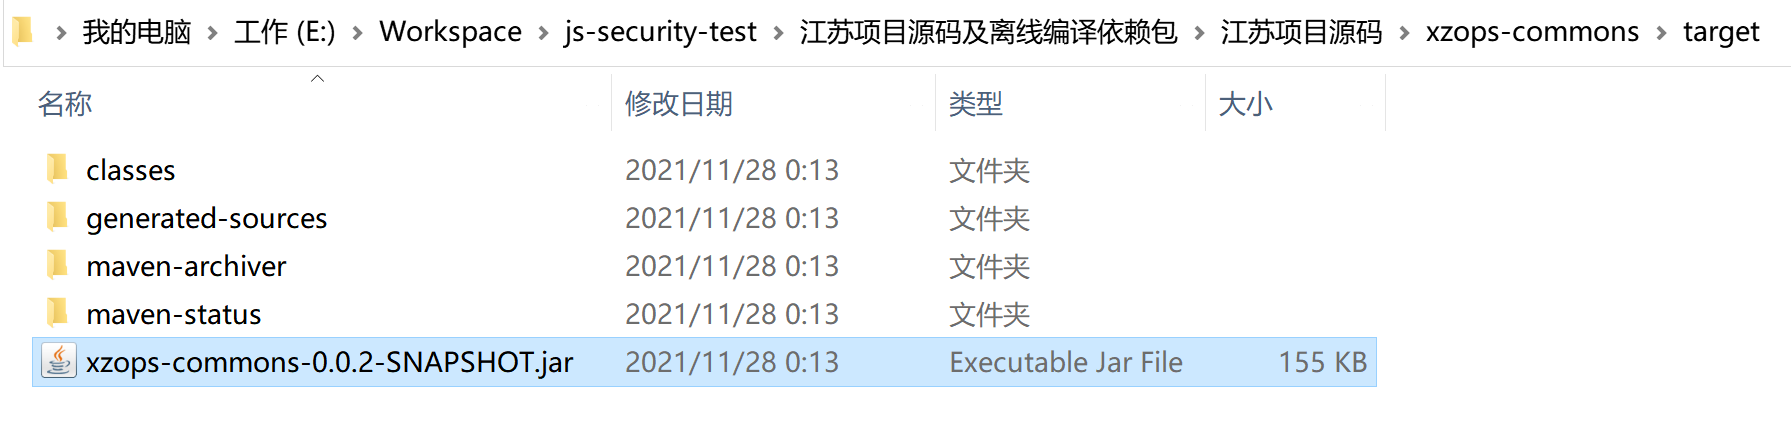 我的电脑 > 工作 (E:) > Workspace > js-security-test > 江苏项目源码及离线编译依赖包 > 江苏项目源码 > xzops-commons > target
名称 修改日期 类型 大小
classes 2021/11/28 0:13 文件夹
generated-sources 2021/11/28 0:13 文件夹
maven-archiver 2021/11/28 0:13 文件夹
maven-status 2021/11/28 0:13 文件夹
xzops-commons-0.0.2-SNAPSHOT.jar 2021/11/28 0:13 Executable Jar File 155 KB